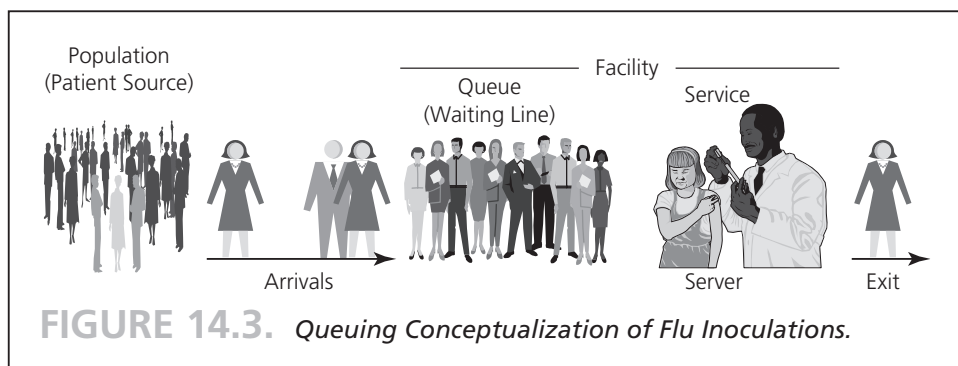 Population
(Patient Source)
Facility
Queue
(Waiting Line)
Service
Arrivals
Server
Exit
FIGURE 14.3. Queuing Conceptualization of Flu Inoculations.